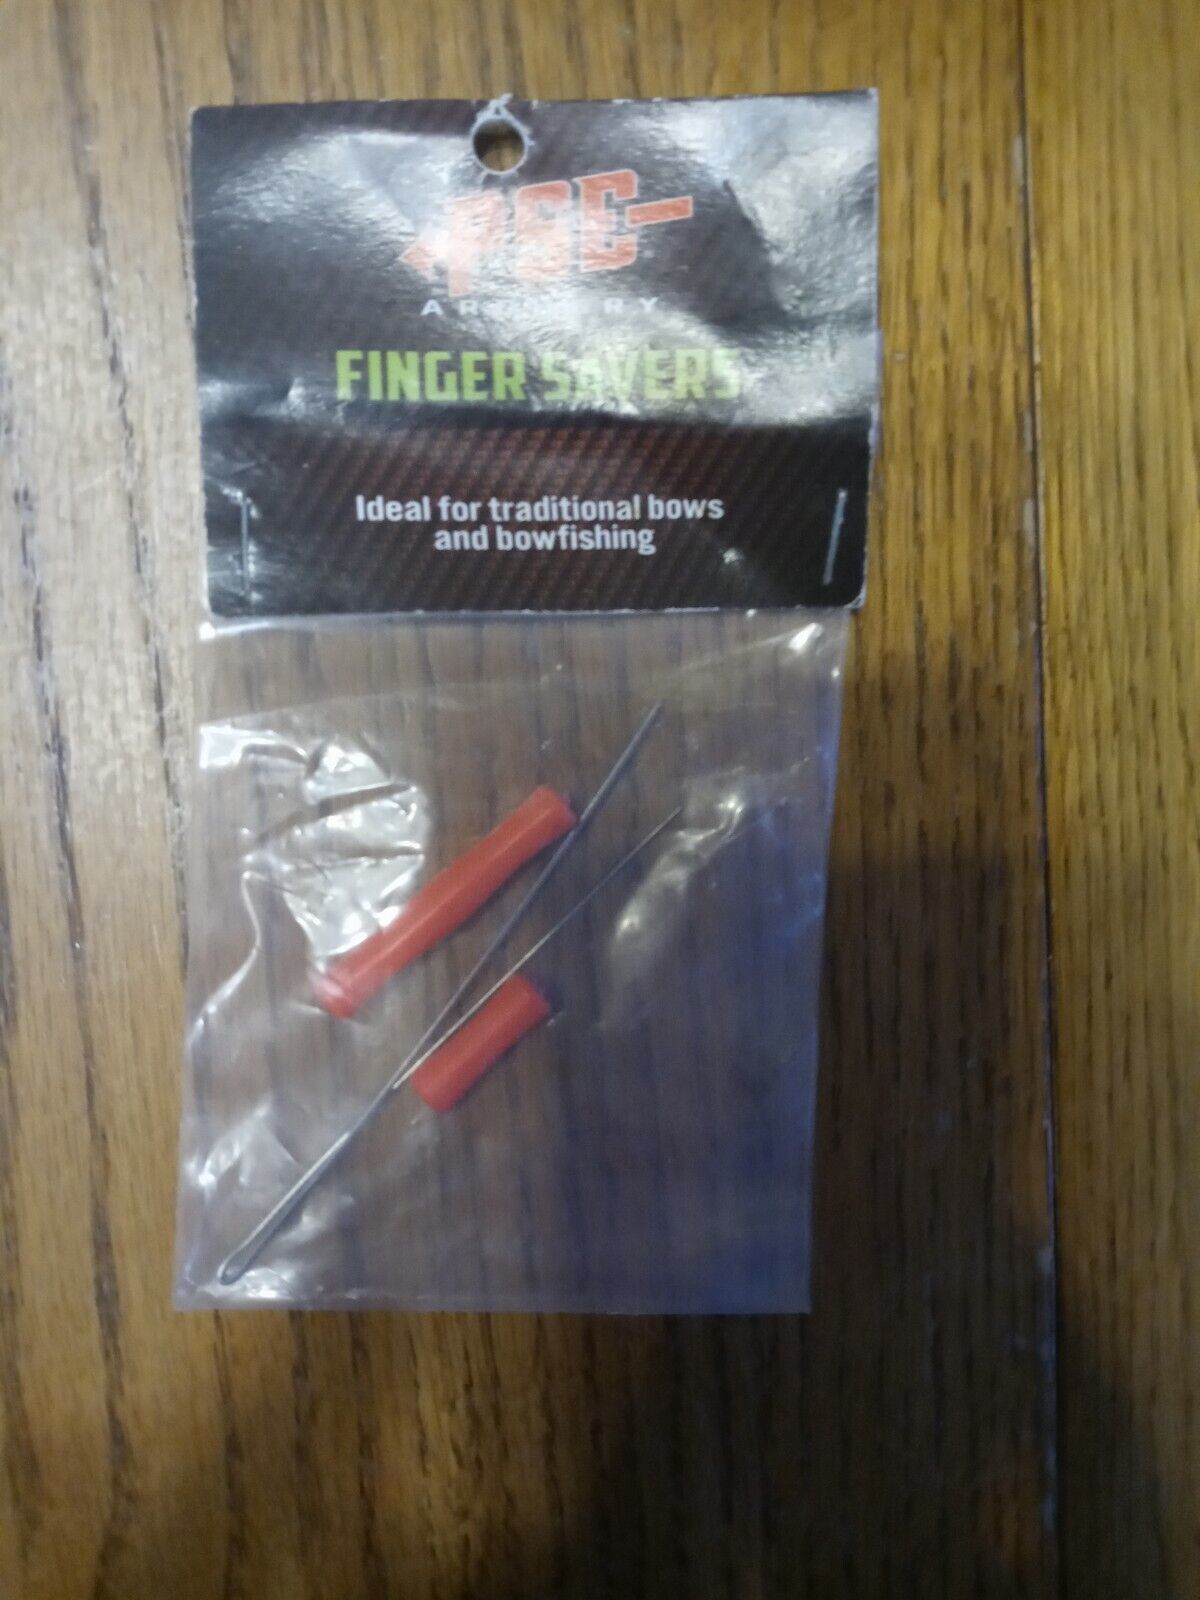 PSE
ARCHERY
FINGER SAVERS
Ideal for traditional bows
and bowfishing